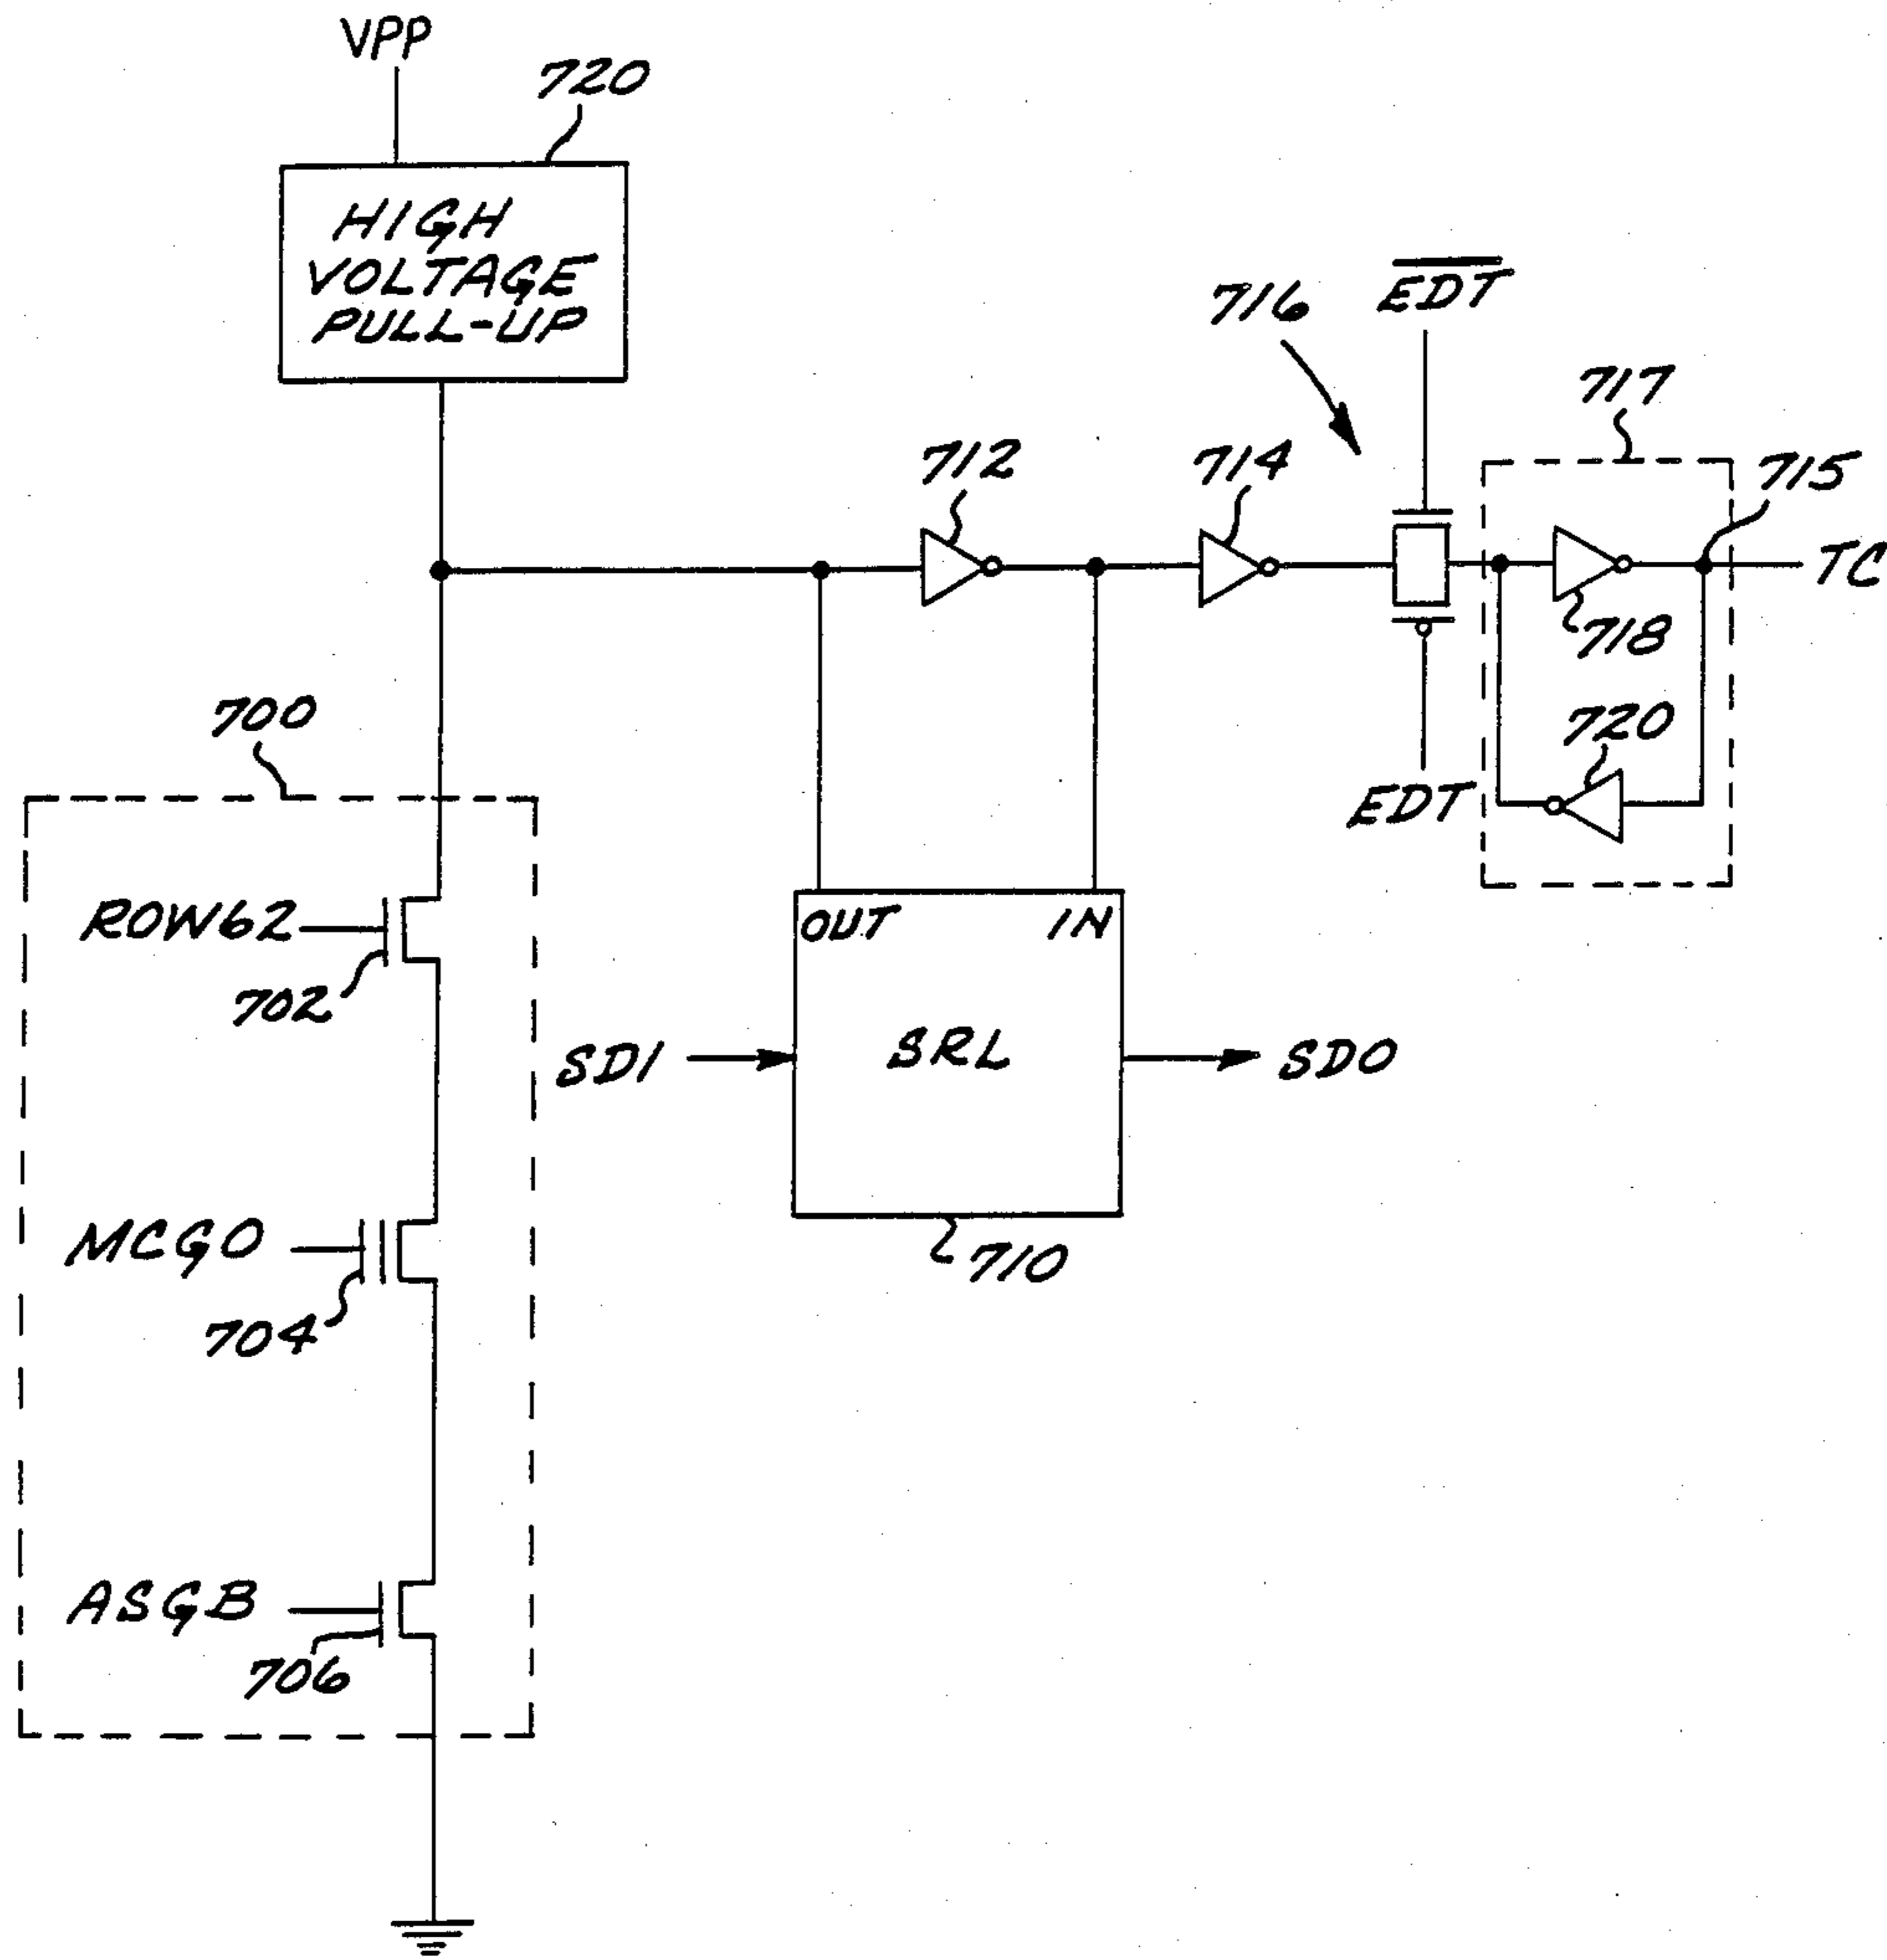 VPP
720
HIGH
VOLTAGE
PULL-UP
716
EDT
717
712
714
715
TC
718
720
EDT
700
ROW62
702
OUT
IN
SDI
SRL
SDO
MCGO
704
710
ASGB
706